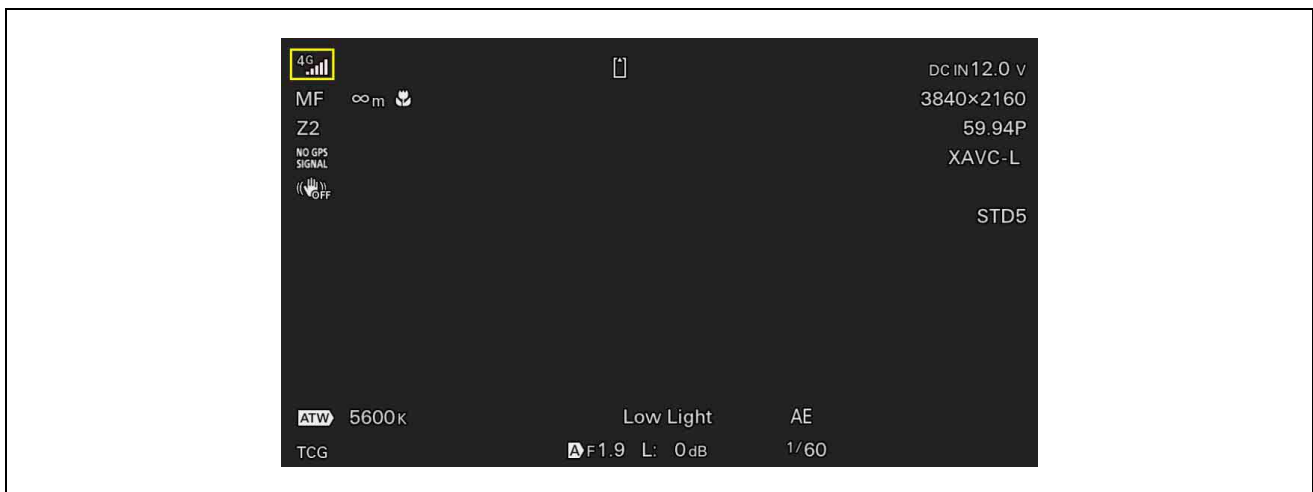 4G DC IN 12.0 V
MF ∞m 3840×2160
Z2 59.94P
NO GPS SIGNAL XAVC-L
OFF
STD5
ATW 5600K Low Light AE
TCG A F1.9 L: 0dB 1/60